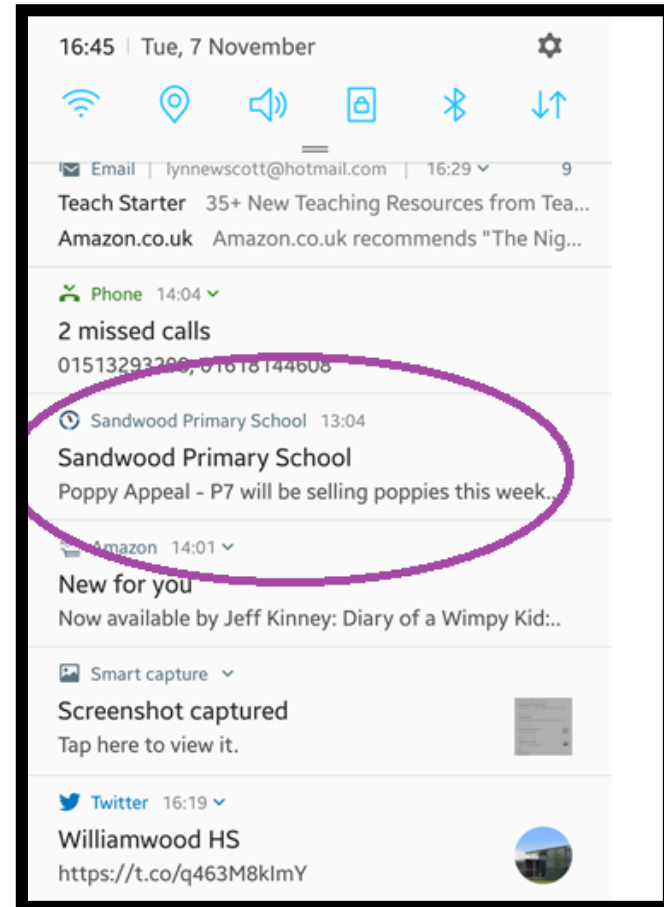 16:45 | Tue, 7 November
Email | lynnewscott@hotmail.com | 16:29 9
Teach Starter 35+ New Teaching Resources from Tea...
Amazon.co.uk Amazon.co.uk recommends "The Nig...
Phone 14:04
2 missed calls
01618144608
Sandwood Primary School 13:04
Sandwood Primary School
Poppy Appeal - P7 will be selling poppies this week..
Amazon 14:01
New for you
Now available by Jeff Kinney: Diary of a Wimpy Kid:..
Smart capture
Screenshot captured
Tap here to view it.
Twitter 16:19
Williamwood HS